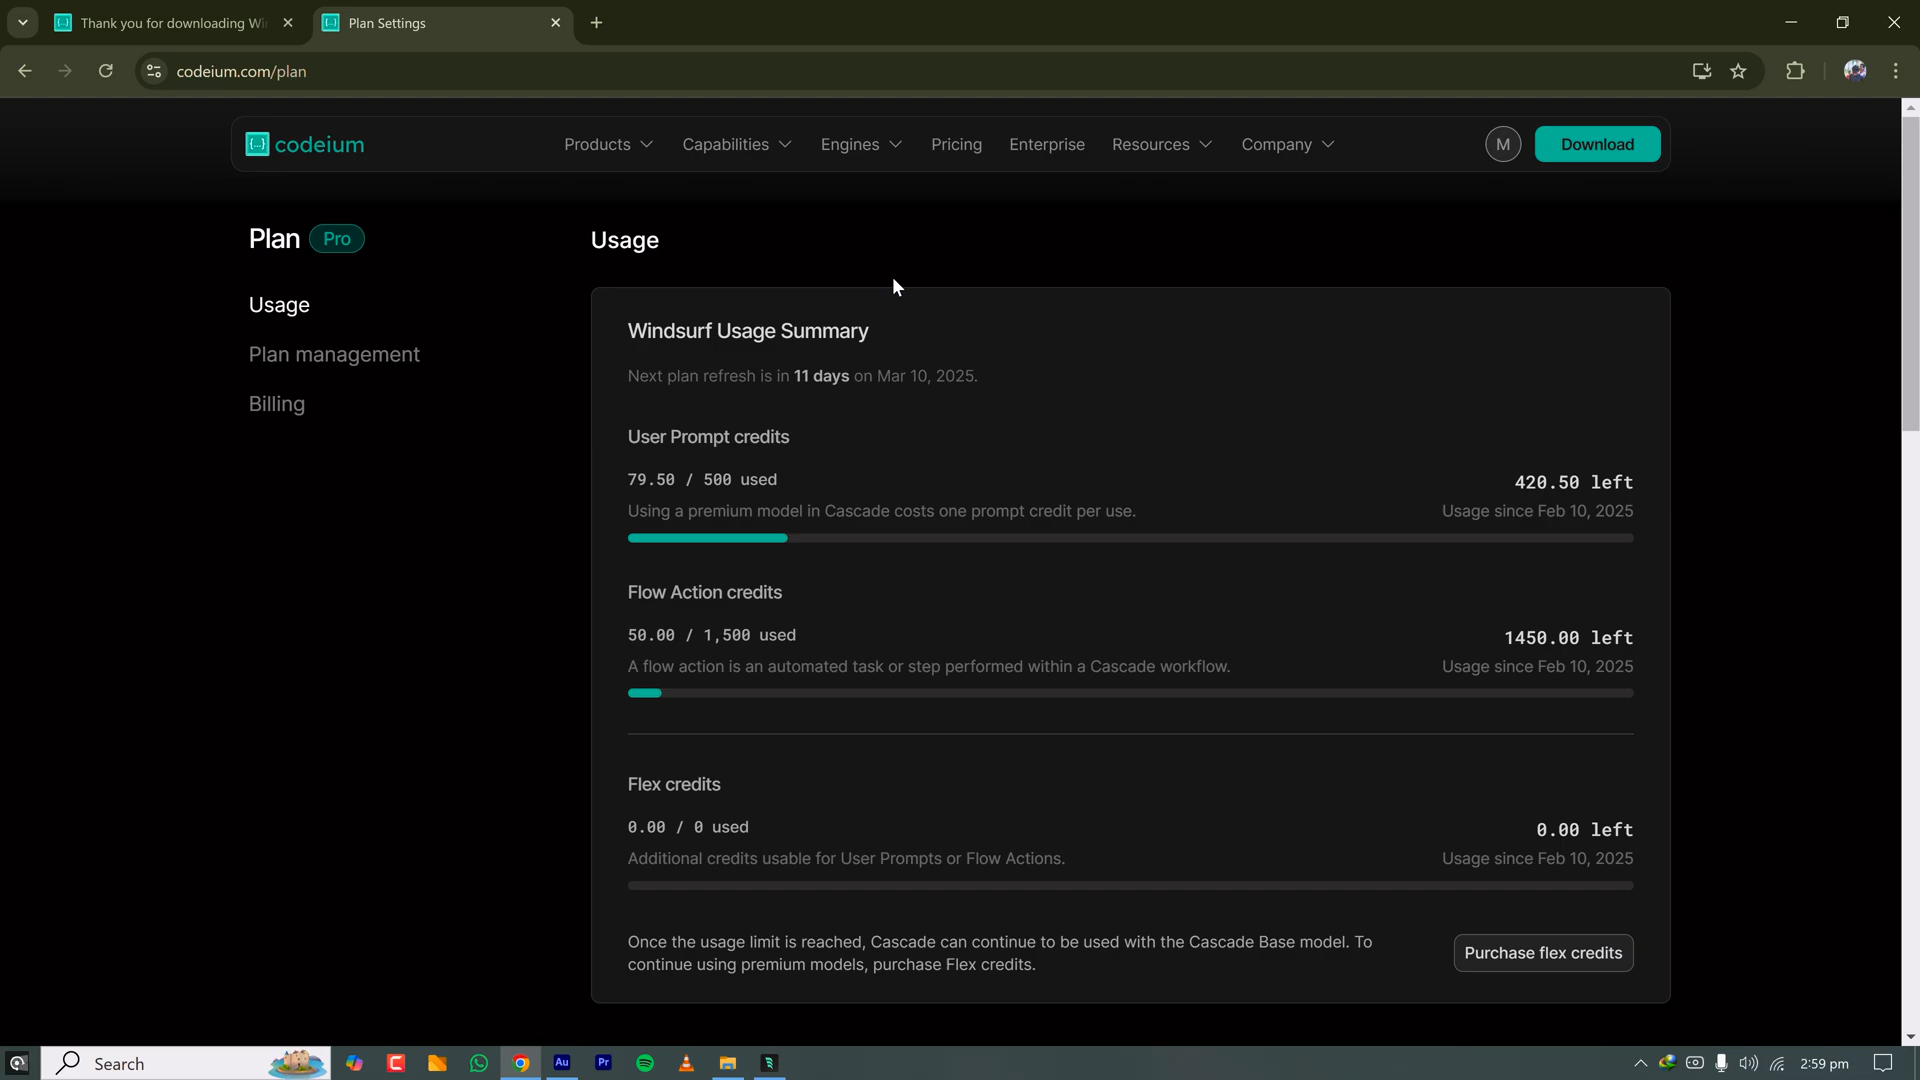 Thank you for downloading Wi
Plan Settings
codeium.com/plan
codeium
Products
Capabilities
Engines
Pricing
Enterprise
Resources
Company
M
Download
Plan
Pro
Usage
Plan management
Billing
Usage
Windsurf Usage Summary
Next plan refresh is in 11 days on Mar 10, 2025.
User Prompt credits
79.50 / 500 used
420.50 left
Using a premium model in Cascade costs one prompt credit per use.
Usage since Feb 10, 2025
Flow Action credits
50.00 / 1,500 used
1450.00 left
A flow action is an automated task or step performed within a Cascade workflow.
Usage since Feb 10, 2025
Flex credits
0.00 / 0 used
0.00 left
Additional credits usable for User Prompts or Flow Actions.
Usage since Feb 10, 2025
Once the usage limit is reached, Cascade can continue to be used with the Cascade Base model. To
continue using premium models, purchase Flex credits.
Purchase flex credits
Search
Au
Pr
2:59 pm